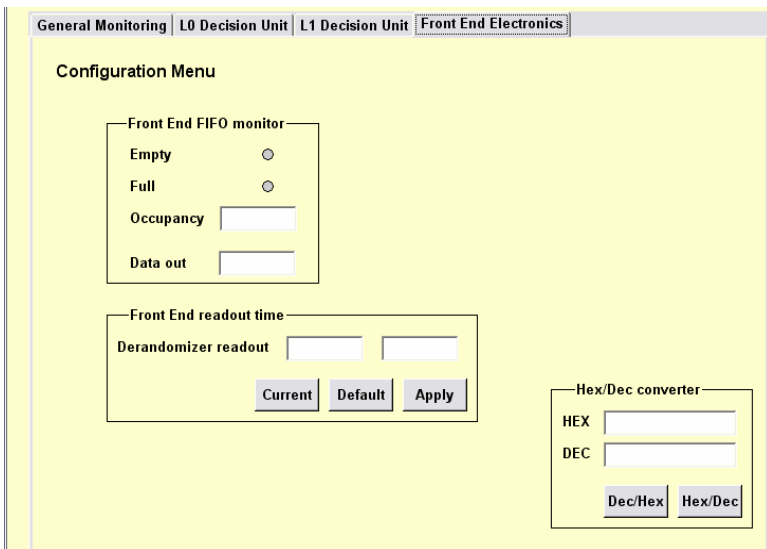 General Monitoring L0 Decision Unit L1 Decision Unit Front End Electronics
Configuration Menu
Front End FIFO monitor
Empty
Full
Occupancy
Data out
Front End readout time
Derandomizer readout
Current Default Apply
Hex/Dec converter
HEX
DEC
Dec/Hex Hex/Dec